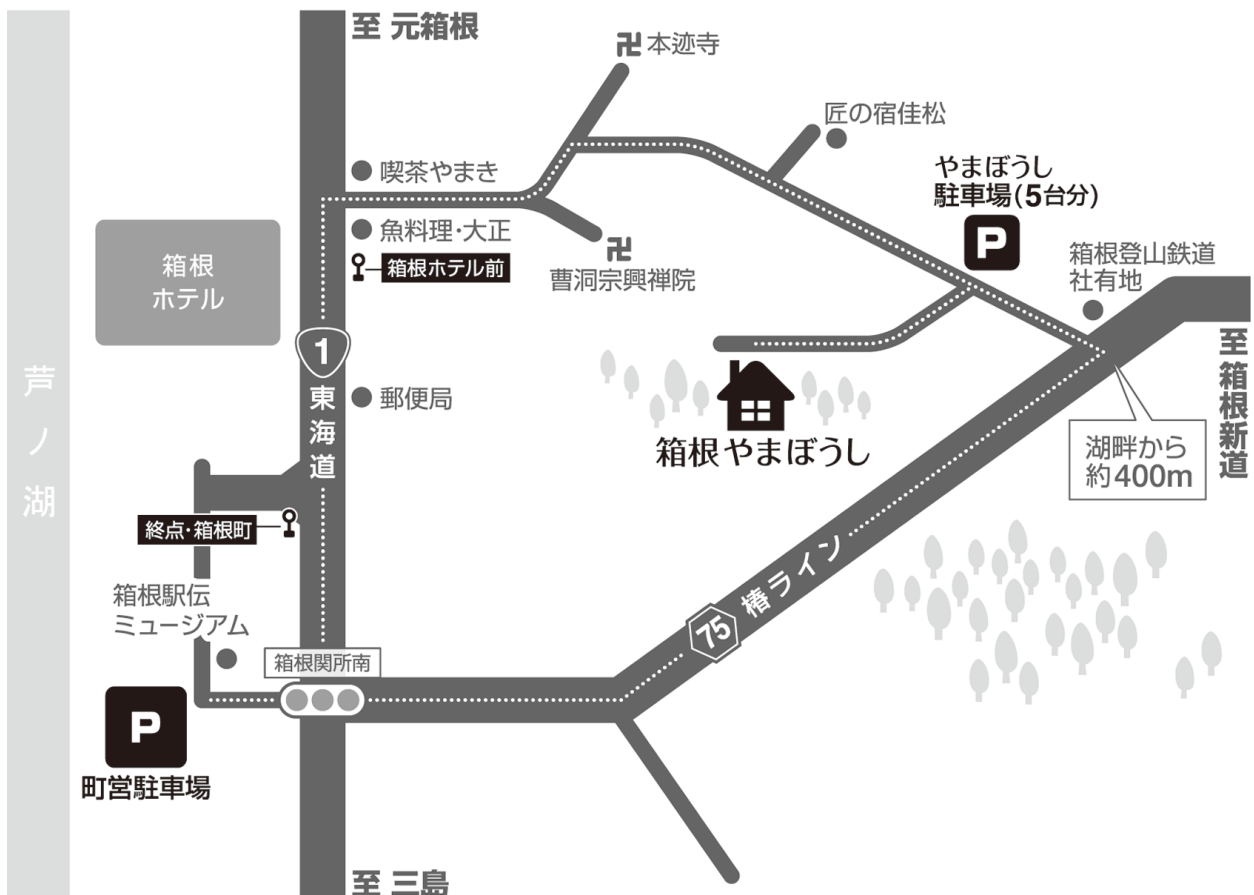 至 元箱根
卍 本迹寺
匠の宿佳松
喫茶やまき
やまぼうし
駐車場(5台分)
P
魚料理・大正
箱根ホテル前
卍
曹洞宗興禅院
箱根登山鉄道
社有地
箱根
ホテル
1
東海道
至 箱根新道
芦ノ湖
郵便局
箱根 やまぼうし
湖畔から
約400m
終点・箱根町
椿ライン
75
箱根駅伝
ミュージアム
箱根関所南
P
町営駐車場
至 三島